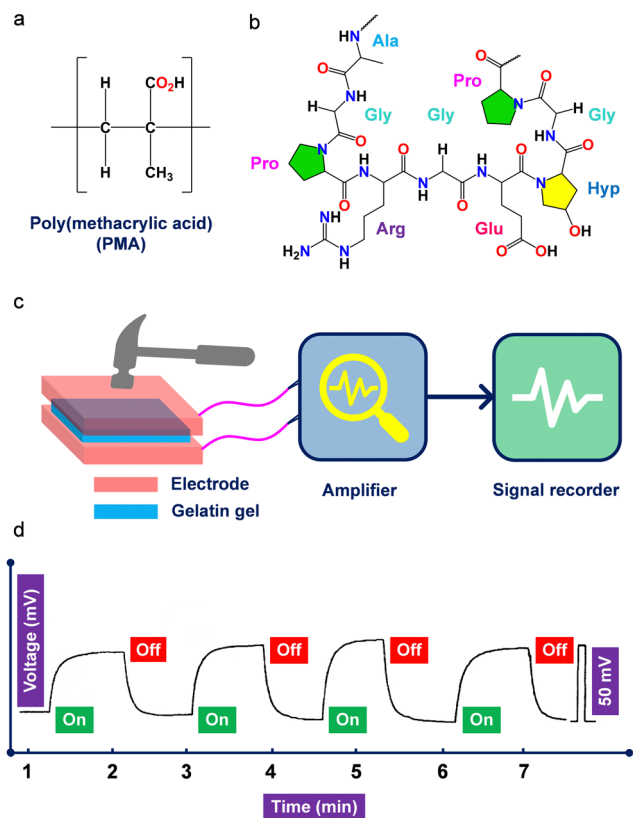 a
H
CO2H
C
C
H
CH3
Poly(methacrylic acid)
(PMA)
b
HN
Ala
O
NH
Gly
O
N
Pro
O
H
N
Arg
NH
H2N
N
H
O
H
N
H
O
Gly
H
N
Glu
O
OH
O
N
Hyp
OH
O
NH
Gly
H
O
N
Pro
O
c
Electrode
Gelatin gel
Amplifier
Signal recorder
d
Voltage (mV)
On
Off
On
Off
On
Off
On
Off
50 mV
1 2 3 4 5 6 7
Time (min)